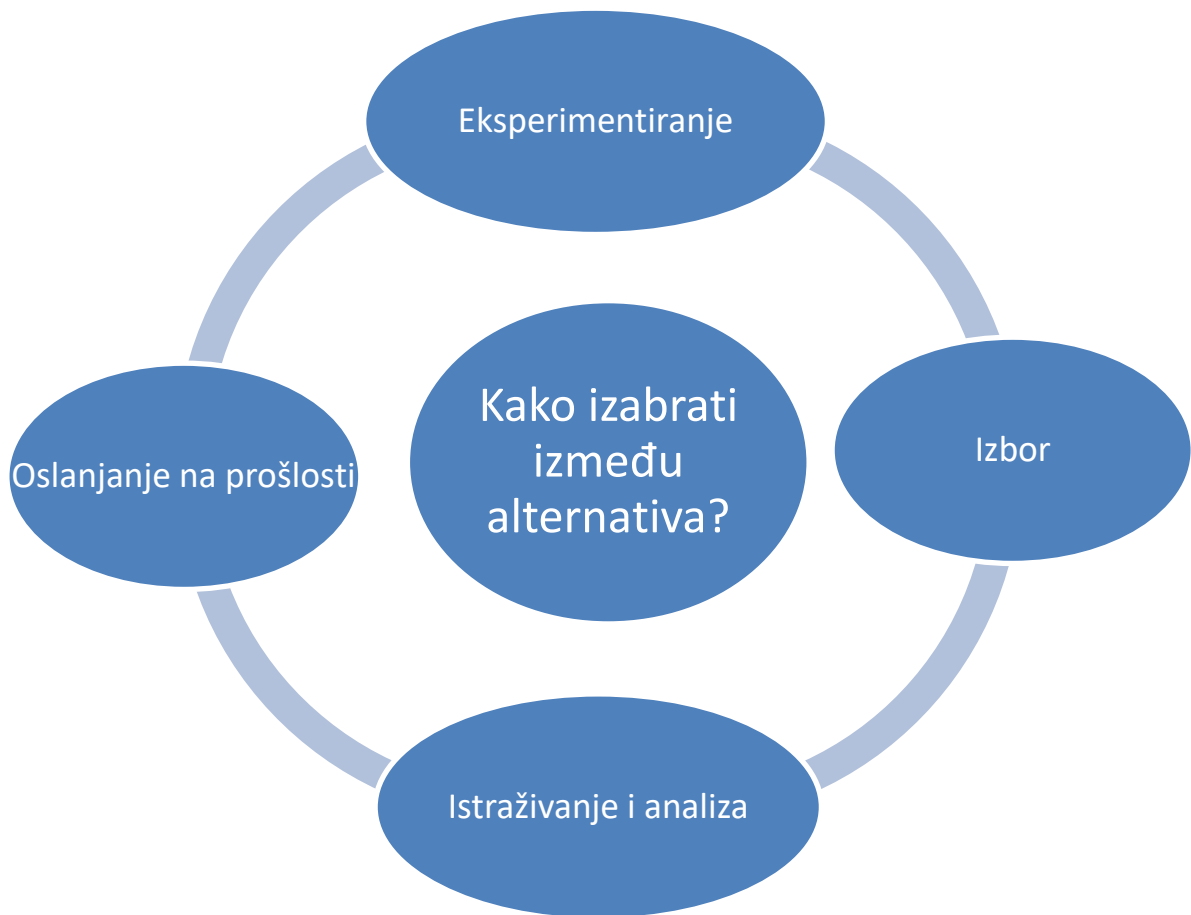 Eksperimentiranje
Kako izabrati
između
alternativa?
Izbor
Oslanjanje na prošlosti
Istraživanje i analiza